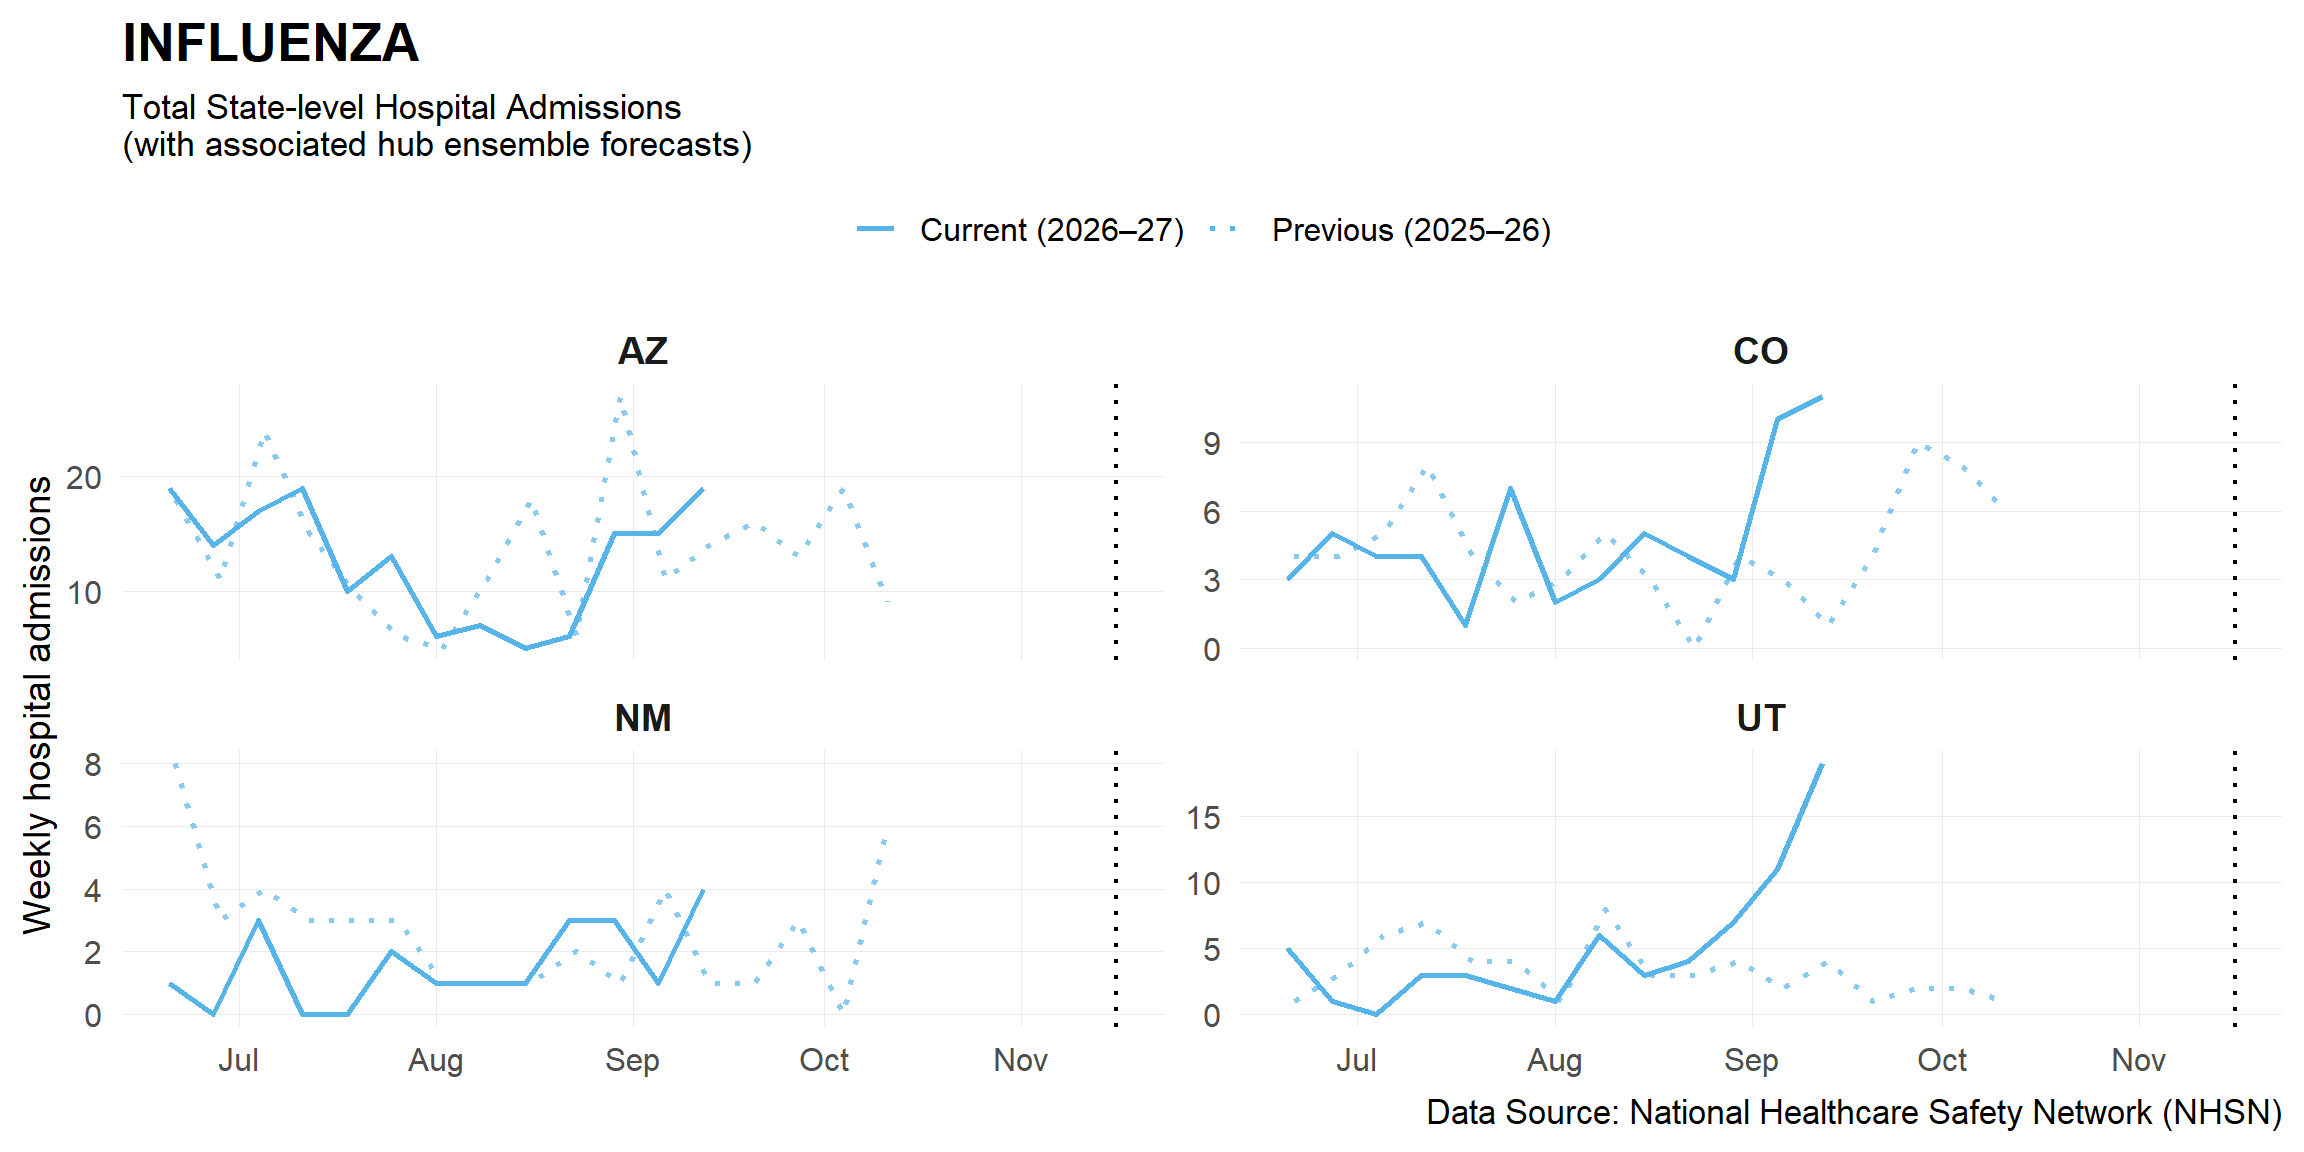 INFLUENZA
Total State-level Hospital Admissions
(with associated hub ensemble forecasts)
Current (2026–27) Previous (2025–26)
AZ CO
20
10
9
6
3
0
NM UT
8
6
4
2
0
15
10
5
0
Weekly hospital admissions
Jul Aug Sep Oct Nov Jul Aug Sep Oct Nov
Data Source: National Healthcare Safety Network (NHSN)